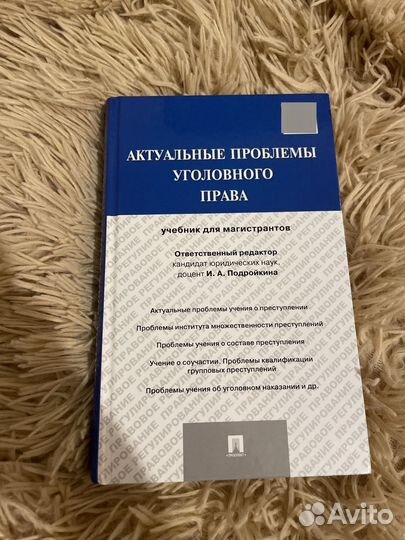 АКТУАЛЬНЫЕ ПРОБЛЕМЫ
УГОЛОВНОГО
ПРАВА
учебник для магистрантов
Ответственный редактор
кандидат юридических наук,
доцент И. А. Подройкина
Актуальные проблемы учения о преступлении
Проблемы института множественности преступлений
Проблемы учения о составе преступления
Учение о соучастии. Проблемы квалификации
групповых преступлений
Проблемы учения об уголовном наказании и др.
ПРОСПЕКТ
Avito